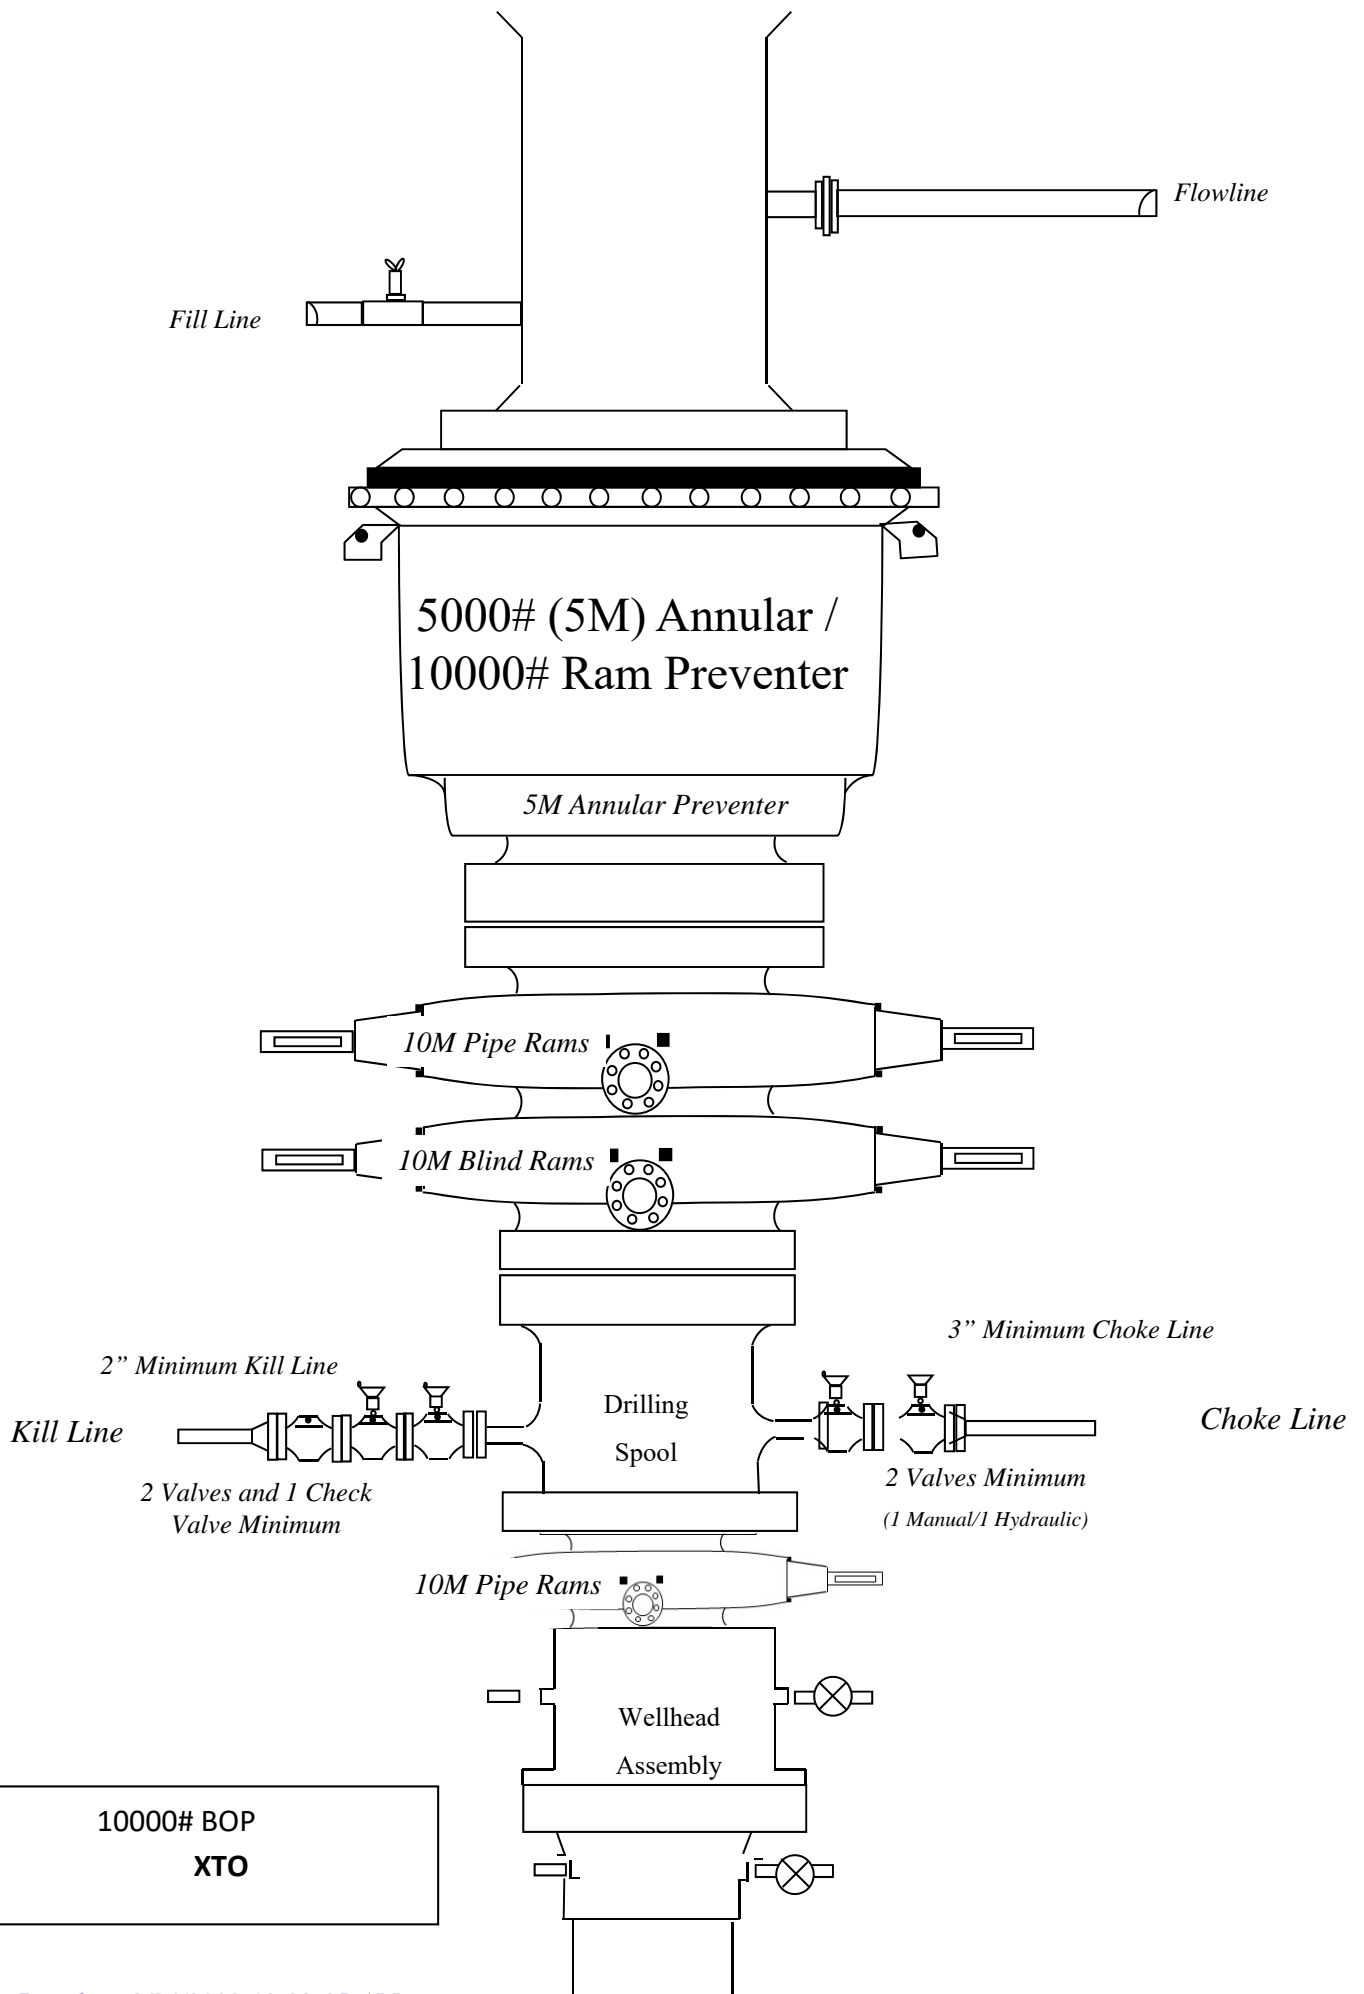 Flowline
Fill Line
5000# (5M) Annular /
10000# Ram Preventer
5M Annular Preventer
10M Pipe Rams
10M Blind Rams
3” Minimum Choke Line
2” Minimum Kill Line
Drilling
Spool
Kill Line
Choke Line
2 Valves and 1 Check
Valve Minimum
2 Valves Minimum
(1 Manual/1 Hydraulic)
10M Pipe Rams
Wellhead
Assembly
10000# BOP
XTO